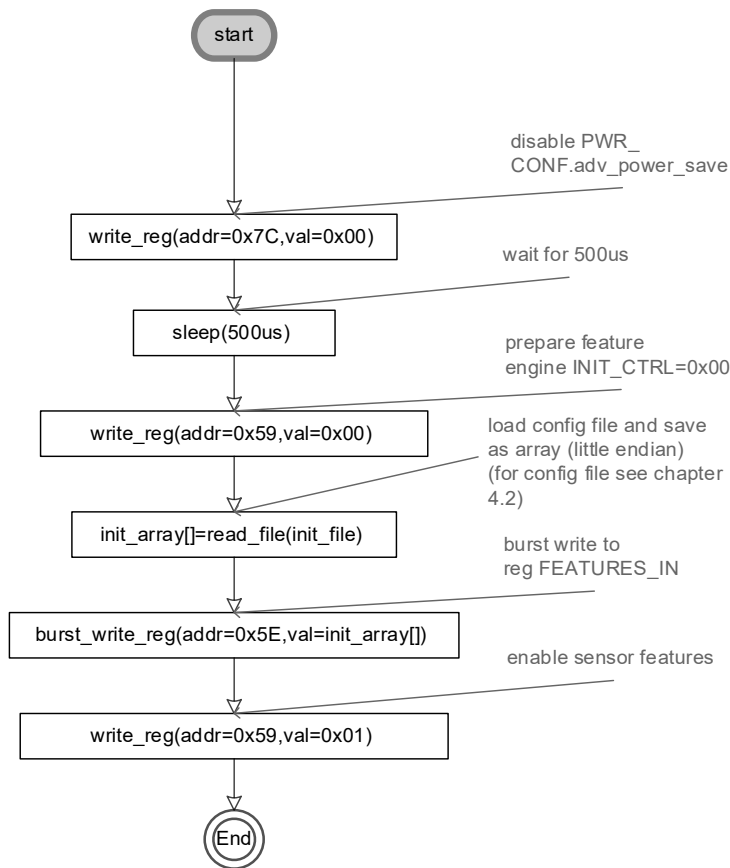 start
disable PWR_
CONF.adv_power_save
write_reg(addr=0x7C,val=0x00)
wait for 500us
sleep(500us)
prepare feature
engine INIT_CTRL=0x00
write_reg(addr=0x59,val=0x00)
load config file and save
as array (little endian)
(for config file see chapter
4.2)
init_array[]=read_file(init_file)
burst write to
reg FEATURES_IN
burst_write_reg(addr=0x5E,val=init_array[])
enable sensor features
write_reg(addr=0x59,val=0x01)
End